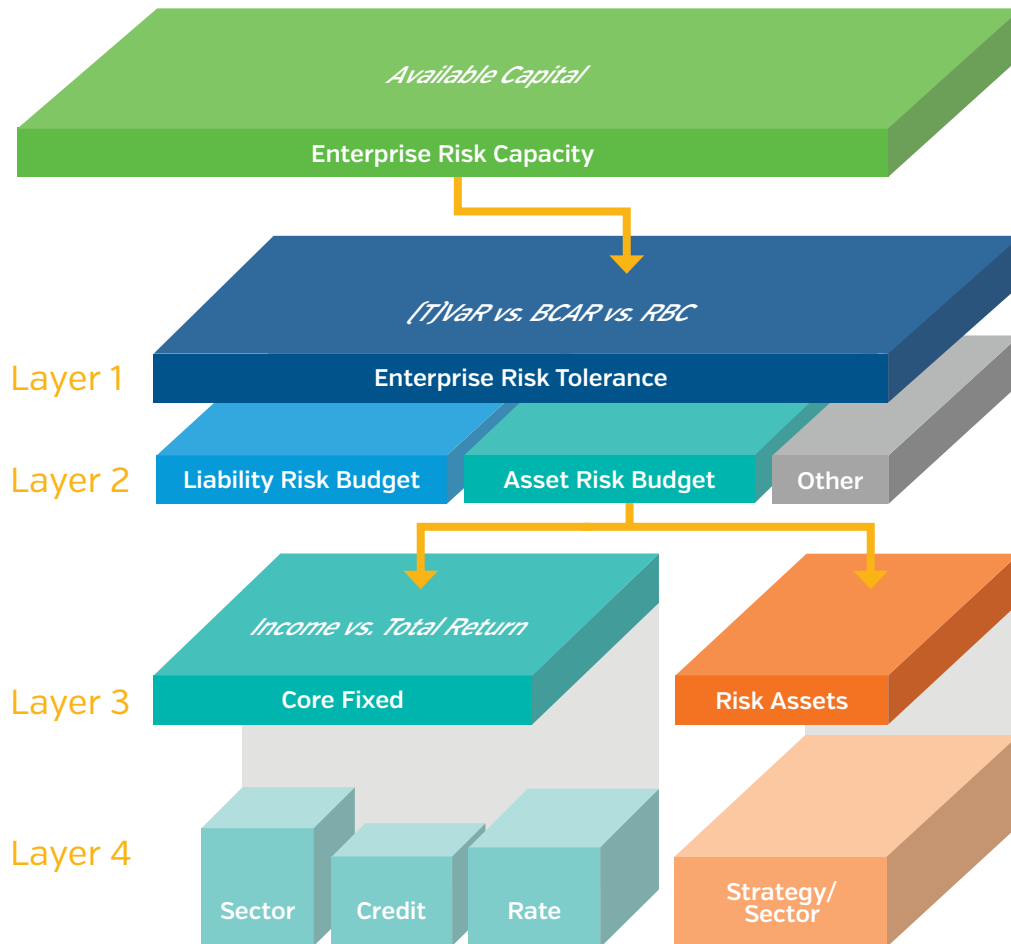 Available Capital
Enterprise Risk Capacity
(T)VaR vs. BCAR vs. RBC
Layer 1
Enterprise Risk Tolerance
Layer 2
Liability Risk Budget
Asset Risk Budget
Other
Income vs. Total Return
Layer 3
Core Fixed
Risk Assets
Layer 4
Sector
Credit
Rate
Strategy/
Sector